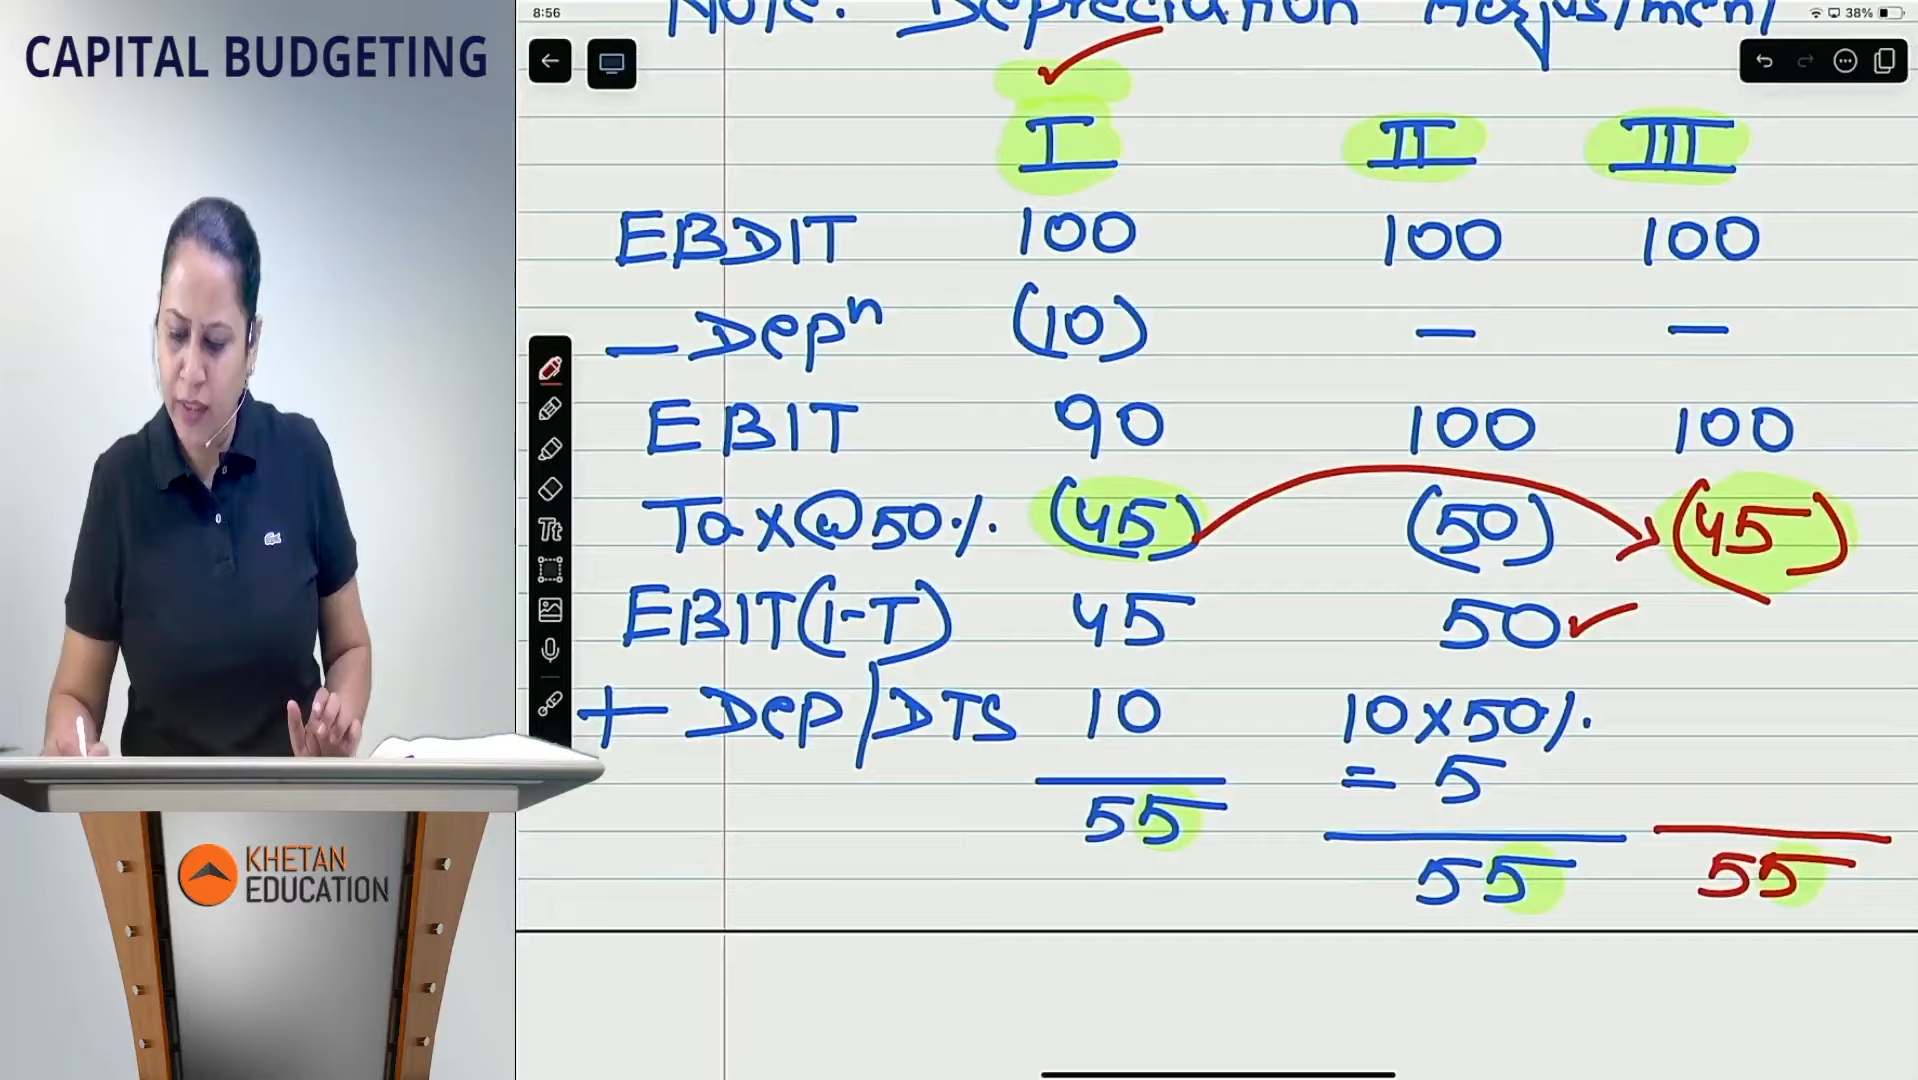 8:56
38%
CAPITAL BUDGETING
Note: Depreciation Adjustment
I II III
EBDIT 100 100 100
– Depⁿ (10) – –
EBIT 90 100 100
Tax@50% (45) (50) (45)
EBIT(1-T) 45 50
+ Dep/DTS 10 10x50%
= 5
55 55 55
Tt
KHETAN
EDUCATION